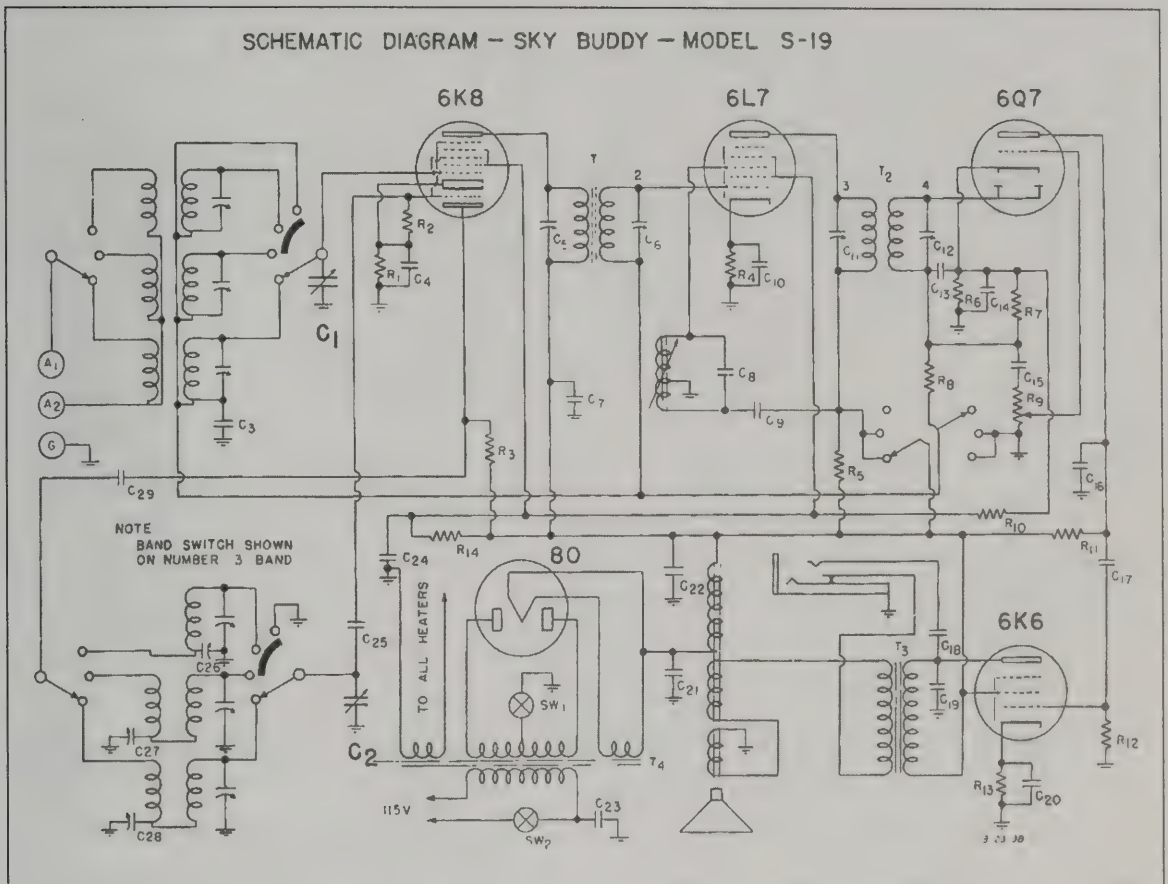 SCHEMATIC DIAGRAM — SKY BUDDY — MODEL S-19
6K8
6L7
6Q7
T
2
3
T2
4
R2
C5
C6
C11
C12
R1
C4
R4
C10
C13
R6
C14
R7
C1
A1
C8
R8
C15
R9
A2
C7
C9
C3
G
R3
R5
C16
C29
NOTE
BAND SWITCH SHOWN
ON NUMBER 3 BAND
R10
R14
R11
C24
80
C22
C17
6K6
C25
TO ALL HEATERS
C18
C26
T3
C21
SW1
C19
C27
C2
T4
R12
115V
C23
R13
C20
C28
SW2